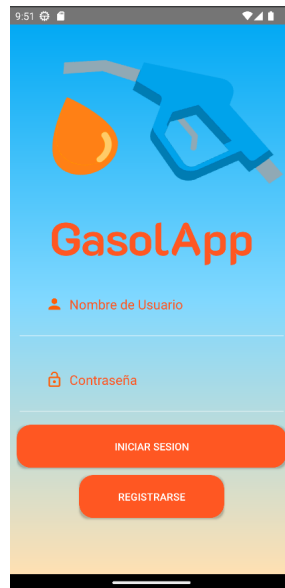 9:51
GasolApp
Nombre de Usuario
Contraseña
INICIAR SESION
REGISTRARSE